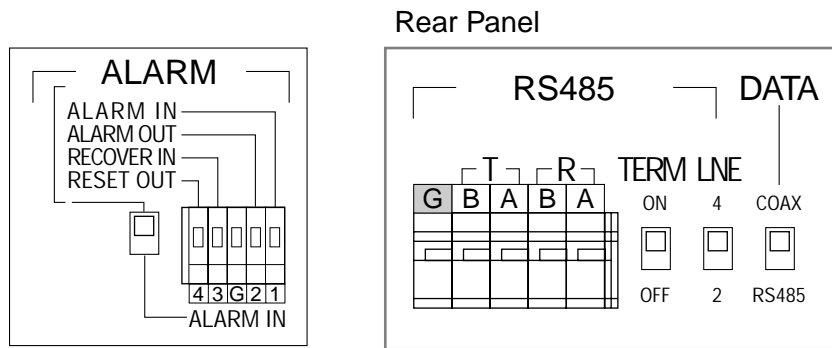 Rear Panel
ALARM
ALARM IN
ALARM OUT
RECOVER IN
RESET OUT
4 3 G 2 1
ALARM IN
RS485 DATA
T R TERM LNE
G B A B A
ON 4 COAX
OFF 2 RS485